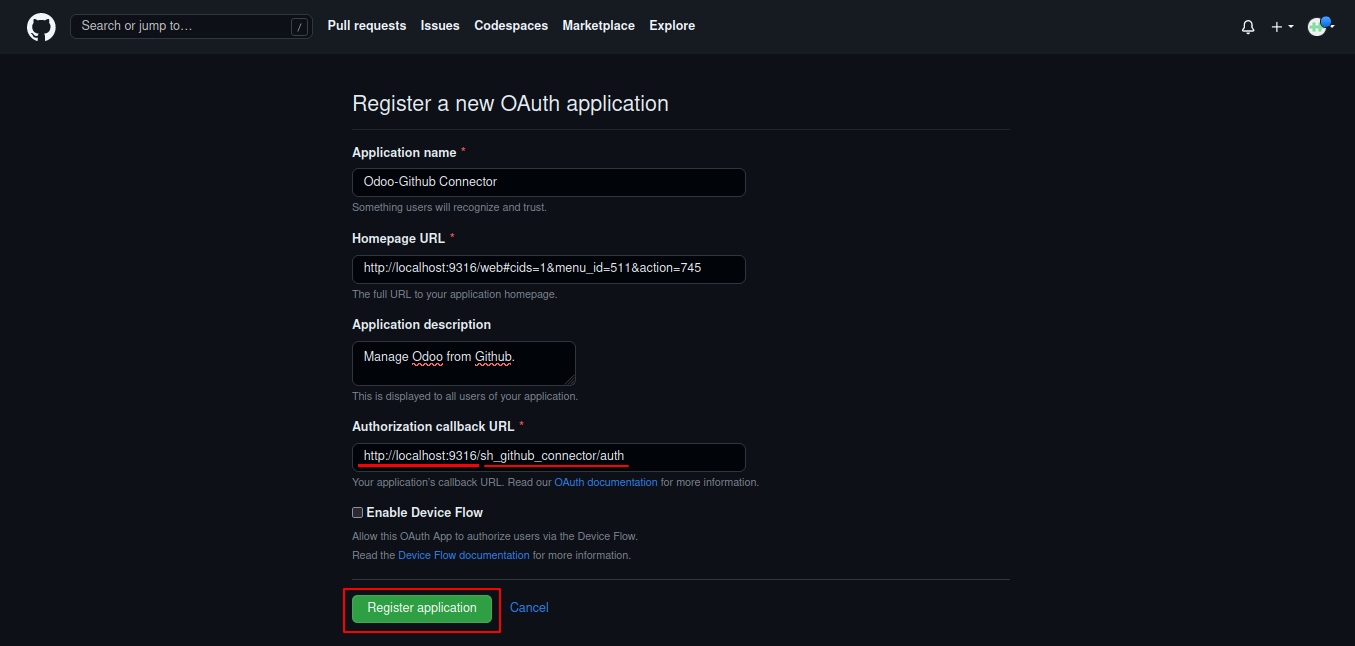 Search or jump to… /
Pull requests Issues Codespaces Marketplace Explore
Register a new OAuth application
Application name *
Odoo-Github Connector
Something users will recognize and trust.
Homepage URL *
http://localhost:9316/web#cids=1&menu_id=511&action=745
The full URL to your application homepage.
Application description
Manage Odoo from Github.
This is displayed to all users of your application.
Authorization callback URL *
http://localhost:9316/sh_github_connector/auth
Your application's callback URL. Read our OAuth documentation for more information.
Enable Device Flow
Allow this OAuth App to authorize users via the Device Flow.
Read the Device Flow documentation for more information.
Register application Cancel